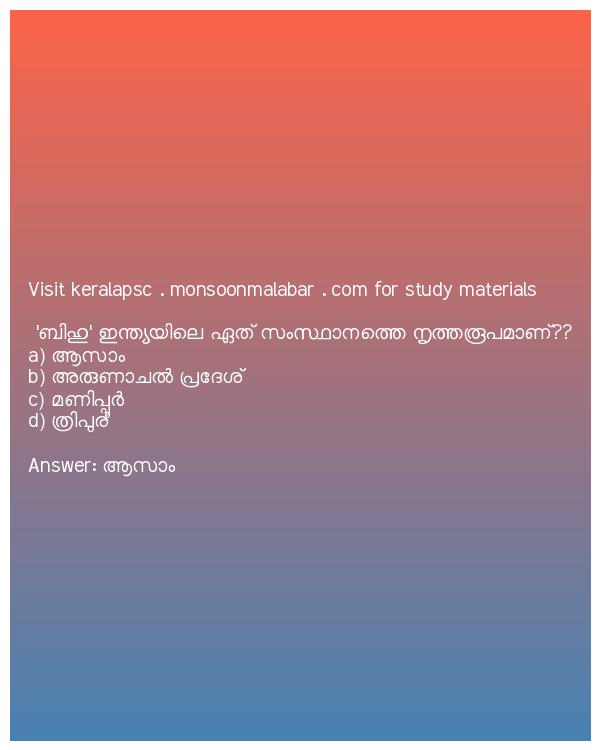 Visit keralapsc . monsoonmalabar . com for study materials
'ബിഹു' ഇന്ത്യയിലെ ഏത് സംസ്ഥാനത്തെ നൃത്തരൂപമാണ്??
a) ആസാം
b) അരുണാചൽ പ്രദേശ്
c) മണിപ്പൂർ
d) ത്രിപുര
Answer: ആസാം